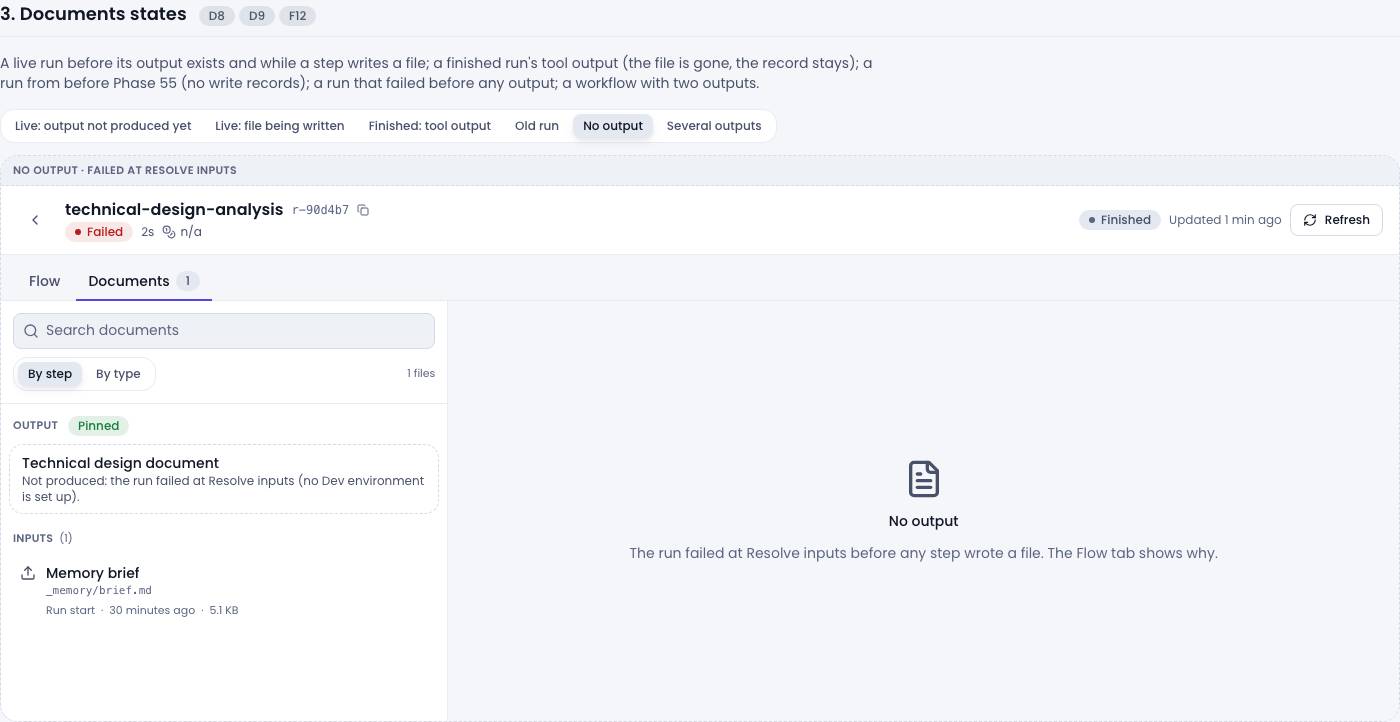 3. Documents states D8 D9 F12
A live run before its output exists and while a step writes a file; a finished run's tool output (the file is gone, the record stays); a
run from before Phase 55 (no write records); a run that failed before any output; a workflow with two outputs.
Live: output not produced yet Live: file being written Finished: tool output Old run No output Several outputs
NO OUTPUT · FAILED AT RESOLVE INPUTS
technical-design-analysis r-90d4b7
Failed 2s n/a
Finished Updated 1 min ago Refresh
Flow Documents 1
Search documents
By step By type 1 files
OUTPUT Pinned
Technical design document
Not produced: the run failed at Resolve inputs (no Dev environment
is set up).
INPUTS (1)
Memory brief
_memory/brief.md
Run start · 30 minutes ago · 5.1 KB
No output
The run failed at Resolve inputs before any step wrote a file. The Flow tab shows why.